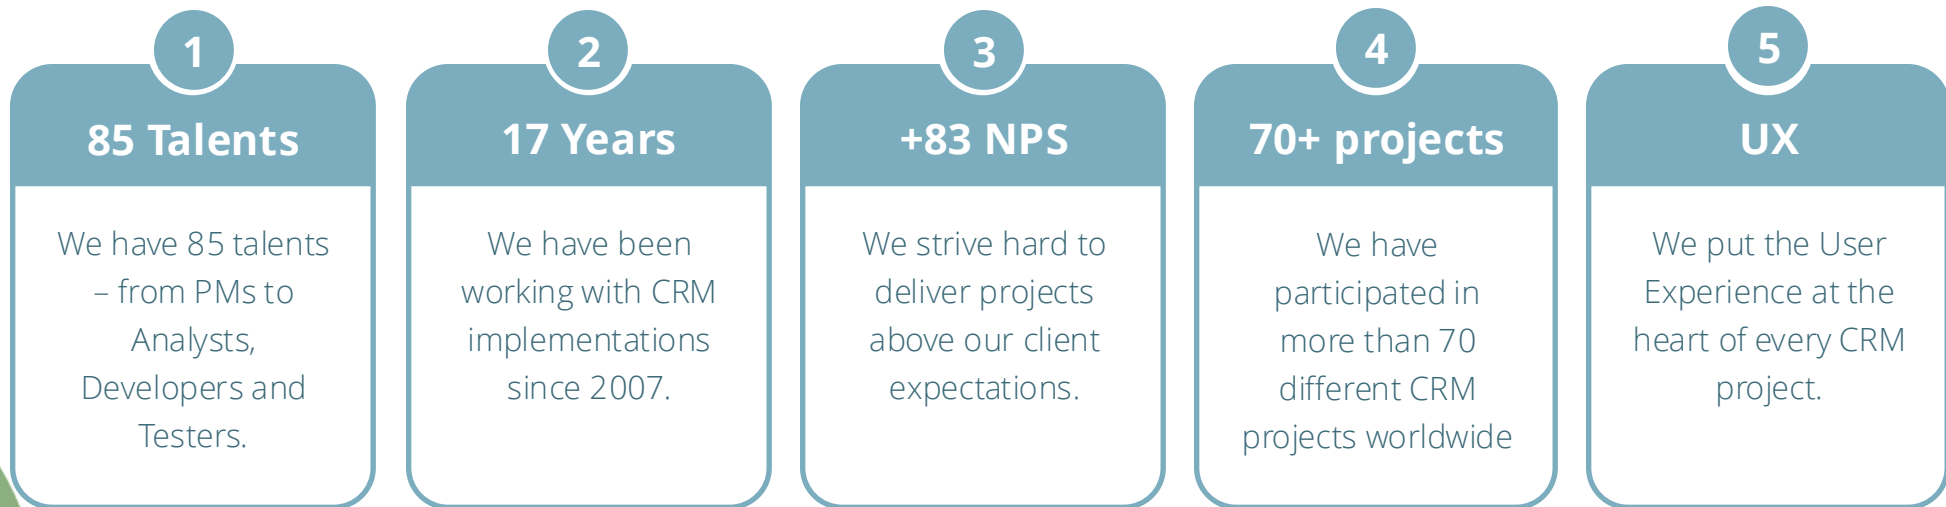 1
85 Talents
We have 85 talents
– from PMs to
Analysts,
Developers and
Testers.
2
17 Years
We have been
working with CRM
implementations
since 2007.
3
+83 NPS
We strive hard to
deliver projects
above our client
expectations.
4
70+ projects
We have
participated in
more than 70
different CRM
projects worldwide
5
UX
We put the User
Experience at the
heart of every CRM
project.